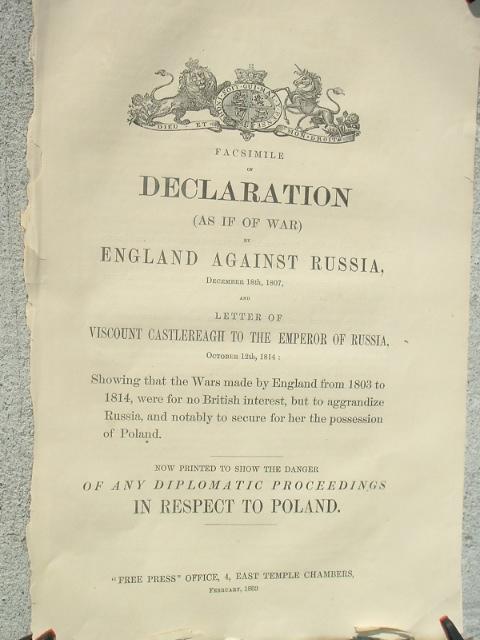 HONI SOIT QUI MAL Y PENSE
DIEU ET MON DROIT
FACSIMILE
OF
DECLARATION
(AS IF OF WAR)
BY
ENGLAND AGAINST RUSSIA,
DECEMBER 18th, 1807,
AND
LETTER OF
VISCOUNT CASTLEREAGH TO THE EMPEROR OF RUSSIA,
OCTOBER 12th, 1814:
Showing that the Wars made by England from 1803 to
1814, were for no British interest, but to aggrandize
Russia, and notably to secure for her the possession
of Poland.
NOW PRINTED TO SHOW THE DANGER
OF ANY DIPLOMATIC PROCEEDINGS
IN RESPECT TO POLAND.
"FREE PRESS" OFFICE, 4, EAST TEMPLE CHAMBERS,
FEBRUARY,